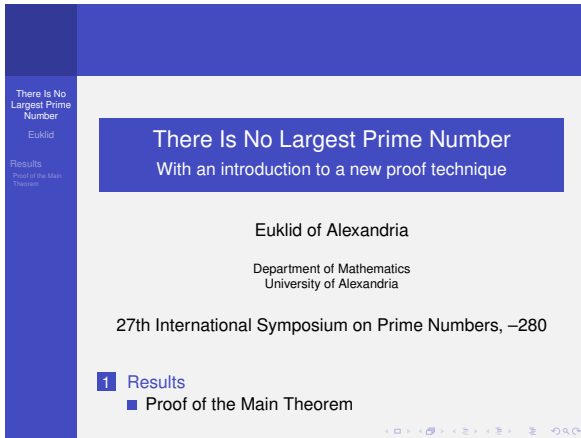 There Is No
Largest Prime
Number
Euklid
Results
Proof of the Main
Theorem
There Is No Largest Prime Number
With an introduction to a new proof technique
Euklid of Alexandria
Department of Mathematics
University of Alexandria
27th International Symposium on Prime Numbers, –280
1 Results
Proof of the Main Theorem